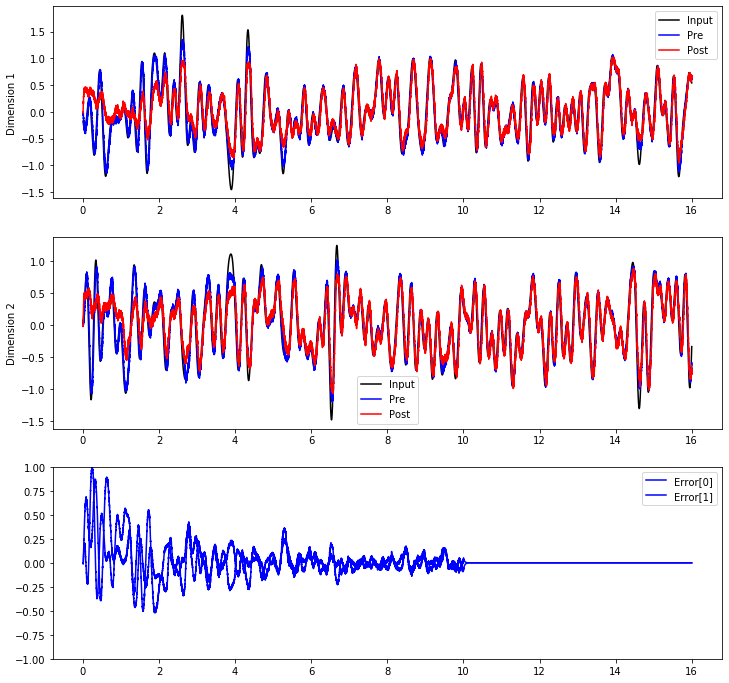 Dimension 1
1.5
1.0
0.5
0.0
−0.5
−1.0
−1.5
Input
Pre
Post
0 2 4 6 8 10 12 14 16
Dimension 2
1.0
0.5
0.0
−0.5
−1.0
−1.5
Input
Pre
Post
0 2 4 6 8 10 12 14 16
1.00
0.75
0.50
0.25
0.00
−0.25
−0.50
−0.75
−1.00
Error[0]
Error[1]
0 2 4 6 8 10 12 14 16